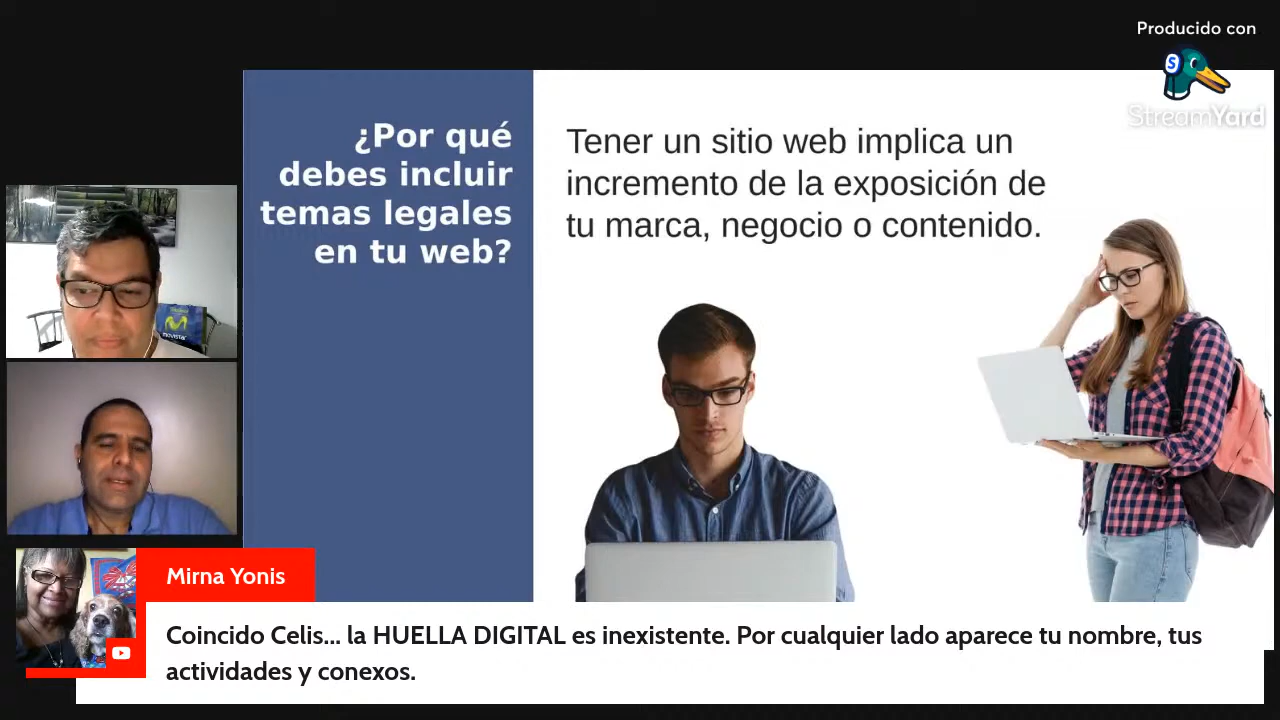 Producido con
StreamYard
¿Por qué
debes incluir
temas legales
en tu web?
Tener un sitio web implica un
incremento de la exposición de
tu marca, negocio o contenido.
movistar
Mirna Yonis
Coincido Celis... la HUELLA DIGITAL es inexistente. Por cualquier lado aparece tu nombre, tus
actividades y conexos.